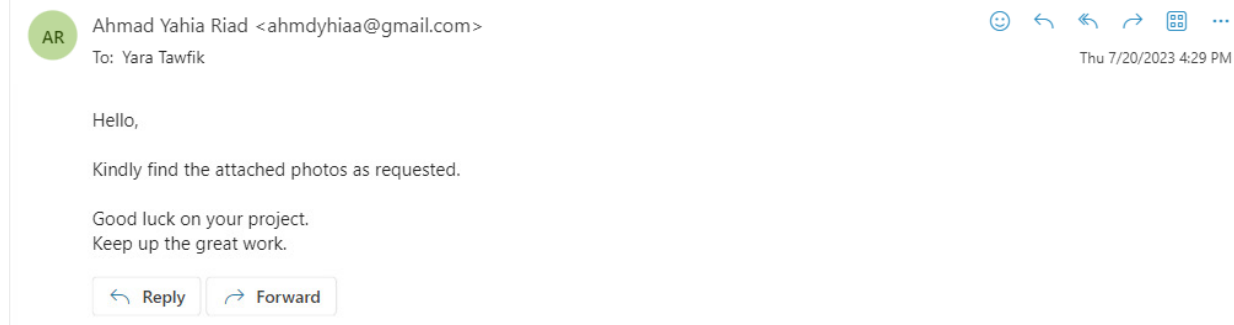 AR
Ahmad Yahia Riad <ahmdyhiaa@gmail.com>
To: Yara Tawfik
Thu 7/20/2023 4:29 PM
Hello,
Kindly find the attached photos as requested.
Good luck on your project.
Keep up the great work.
Reply
Forward